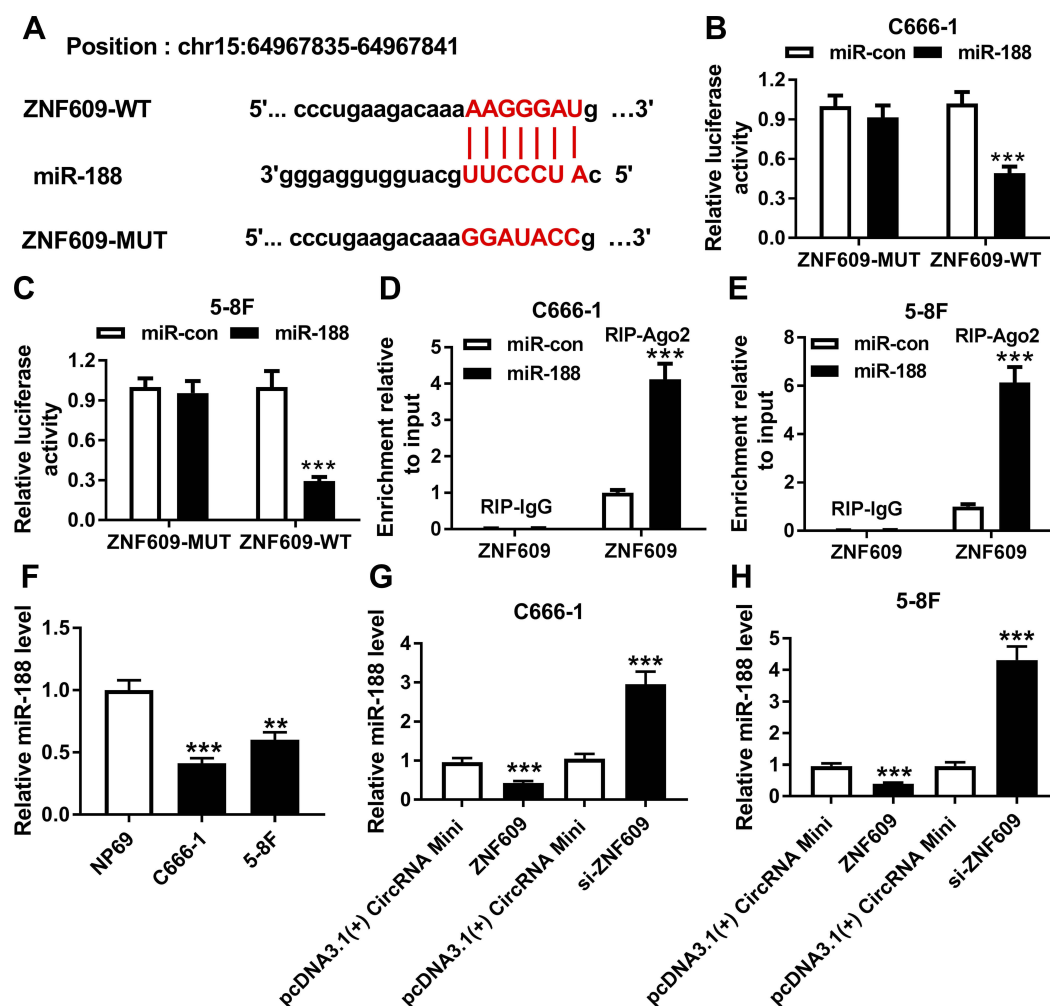 A
Position : chr15:64967835-64967841
ZNF609-WT 5'... cccugaagacaaaAAGGGAUg ...3'
miR-188 3'gggaggugguacgUUCCCU Ac 5'
ZNF609-MUT 5'... cccugaagacaaaGGAUACCg ...3'
B
C666-1
miR-con miR-188
Relative luciferase
activity
1.2
0.9
0.6
0.3
0.0
***
ZNF609-MUT ZNF609-WT
C
5-8F
miR-con miR-188
Relative luciferase
activity
1.2
0.9
0.6
0.3
0.0
***
ZNF609-MUT ZNF609-WT
D
C666-1
miR-con
miR-188
RIP-Ago2
***
Enrichment relative
to input
5
4
3
2
1
0
RIP-IgG
ZNF609 ZNF609
E
5-8F
miR-con
miR-188
RIP-Ago2
***
Enrichment relative
to input
8
6
4
2
0
RIP-IgG
ZNF609 ZNF609
F
Relative miR-188 level
1.5
1.0
0.5
0.0
***
**
NP69 C666-1 5-8F
G
C666-1
Relative miR-188 level
4
3
2
1
0
***
***
pcDNA3.1(+) CircRNA Mini ZNF609 pcDNA3.1(+) CircRNA Mini si-ZNF609
H
5-8F
Relative miR-188 level
5
4
3
2
1
0
***
***
pcDNA3.1(+) CircRNA Mini ZNF609 pcDNA3.1(+) CircRNA Mini si-ZNF609